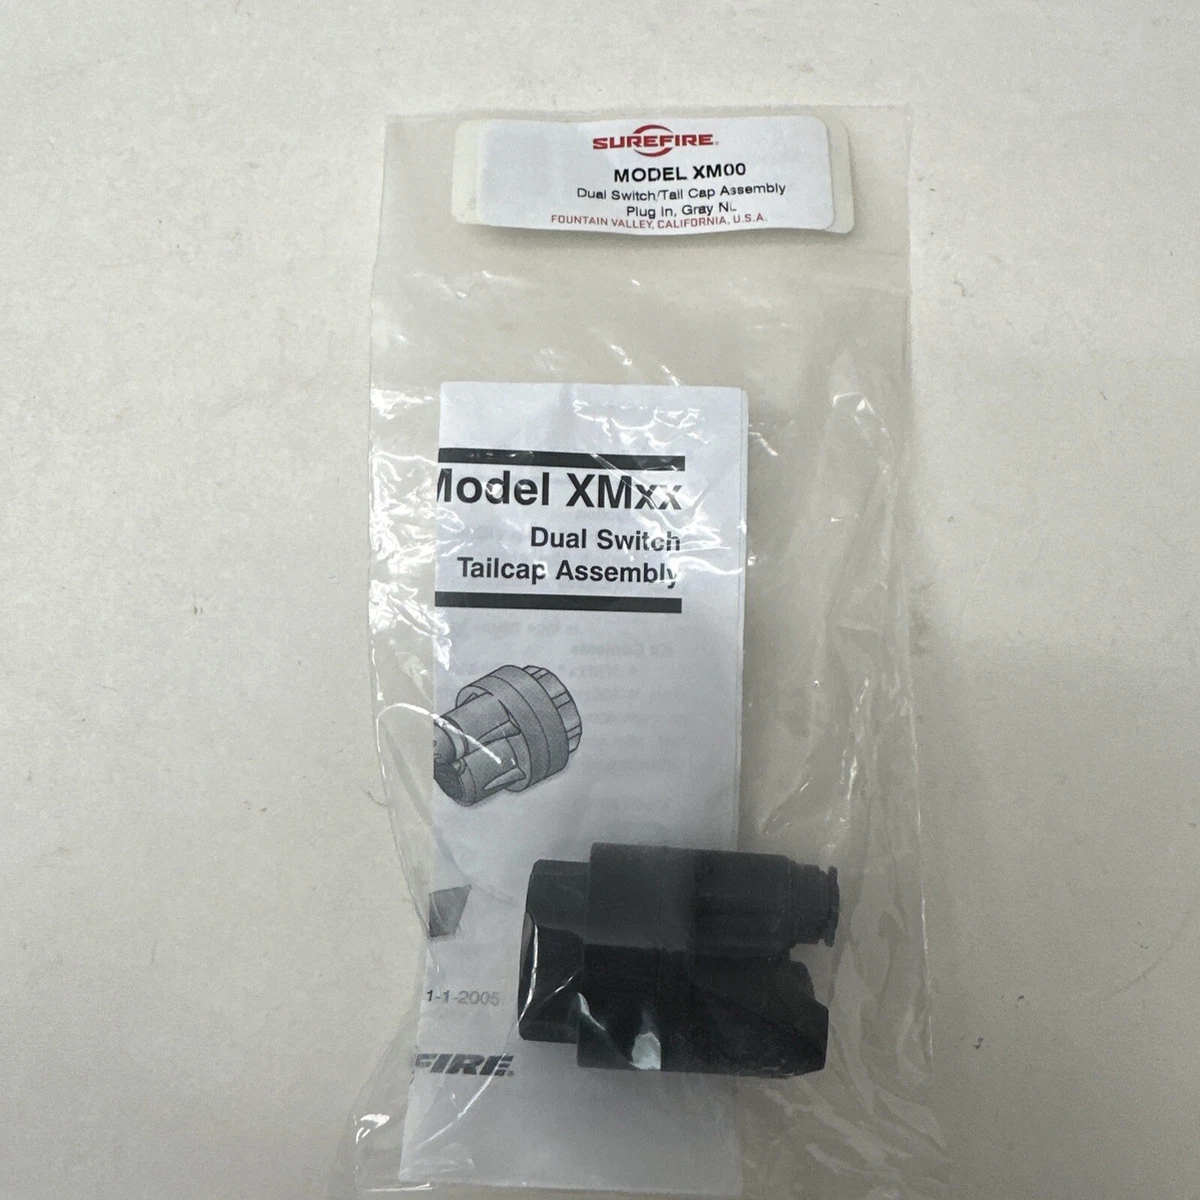 SUREFIRE
MODEL XM00
Dual Switch/Tail Cap Assembly
Plug In, Gray NL
FOUNTAIN VALLEY, CALIFORNIA, U.S.A.
Model XMxx
Dual Switch
Tailcap Assembly
1-1-2005
FIRE